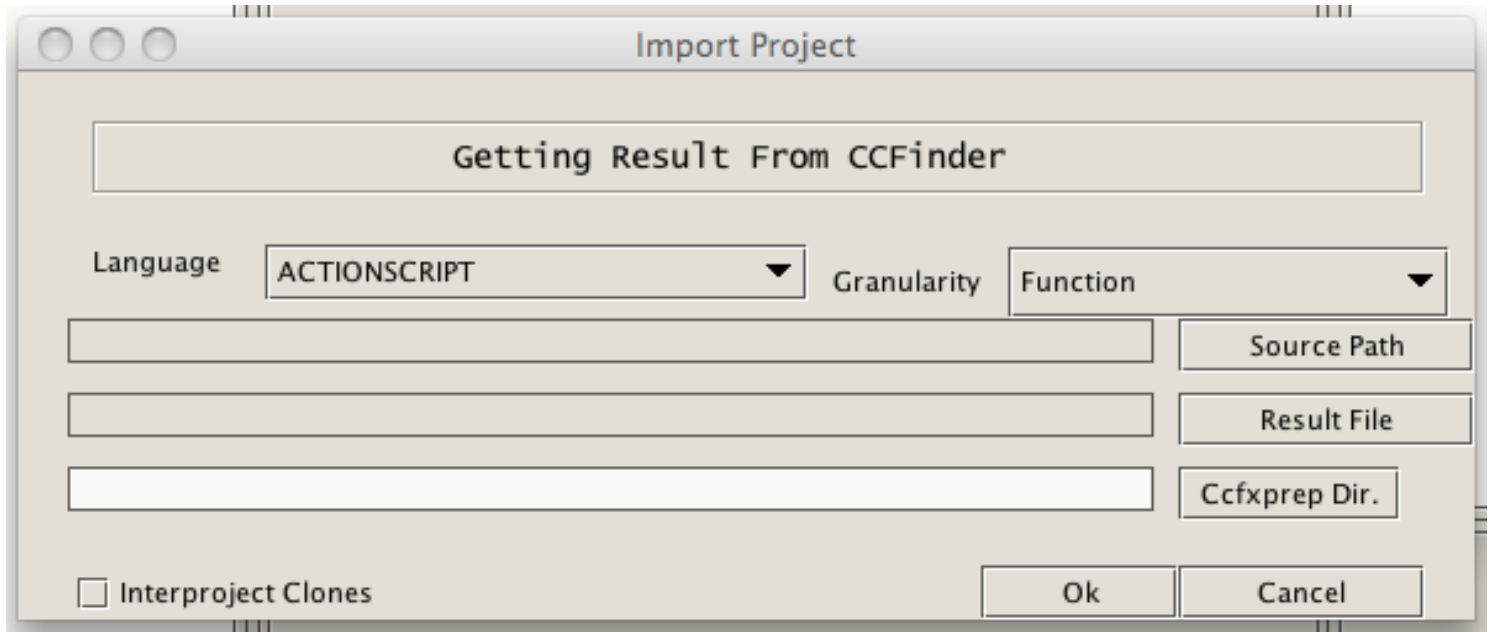 Import Project
Getting Result From CCFinder
Language ACTIONSCRIPT Granularity Function
Source Path
Result File
Ccfxprep Dir.
Interproject Clones Ok Cancel